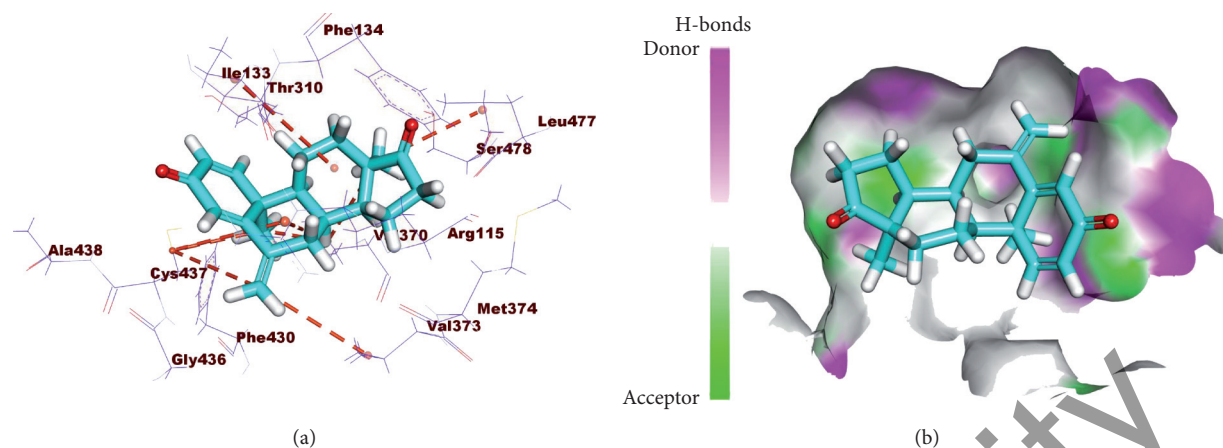 Phe134
Ile133
Thr310
Leu477
Ser478
370
Arg115
Ala438
Cys437
Met374
Val373
Phe430
Gly436
(a)
H-bonds
Donor
Acceptor
(b)